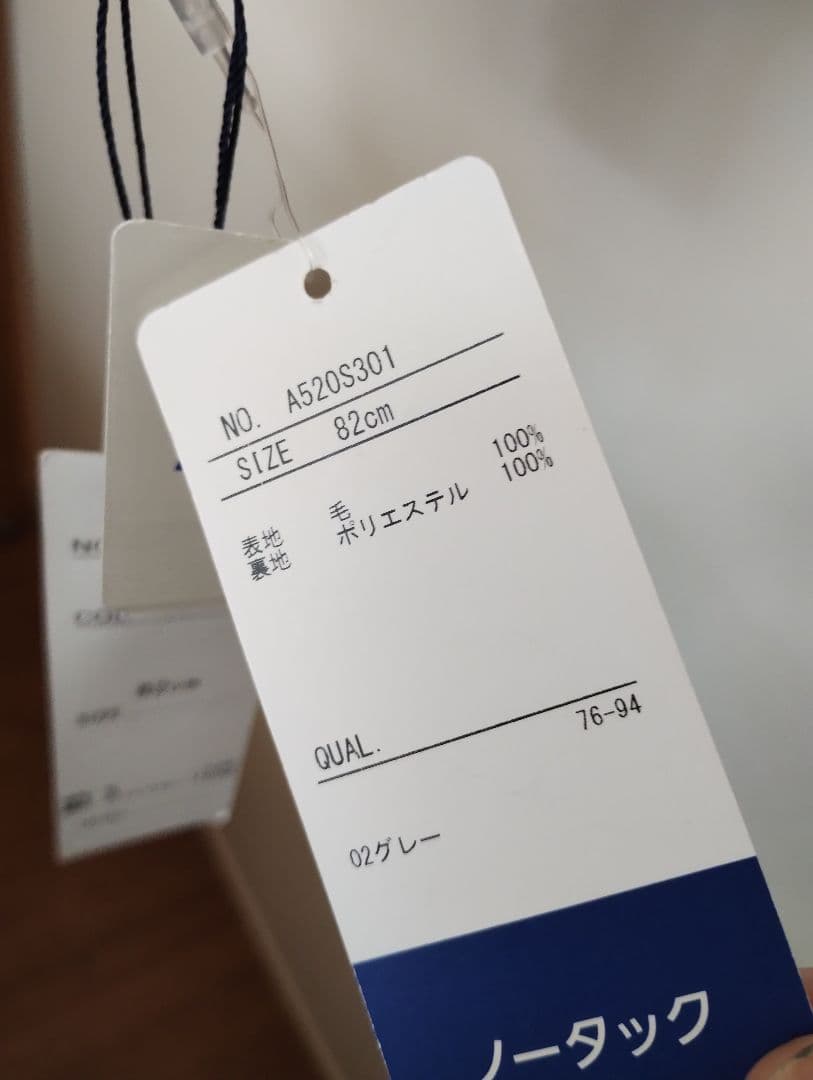 NO. A520S301
SIZE 82cm
表地 毛 100%
裏地 ポリエステル 100%
QUAL. 76-94
02グレー
ノータック